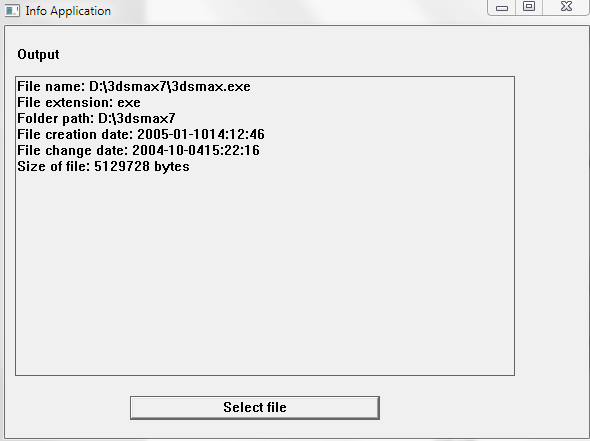 Info Application
Output
File name: D:\3dsmax7\3dsmax.exe
File extension: exe
Folder path: D:\3dsmax7
File creation date: 2005-01-1014:12:46
File change date: 2004-10-0415:22:16
Size of file: 5129728 bytes
Select file